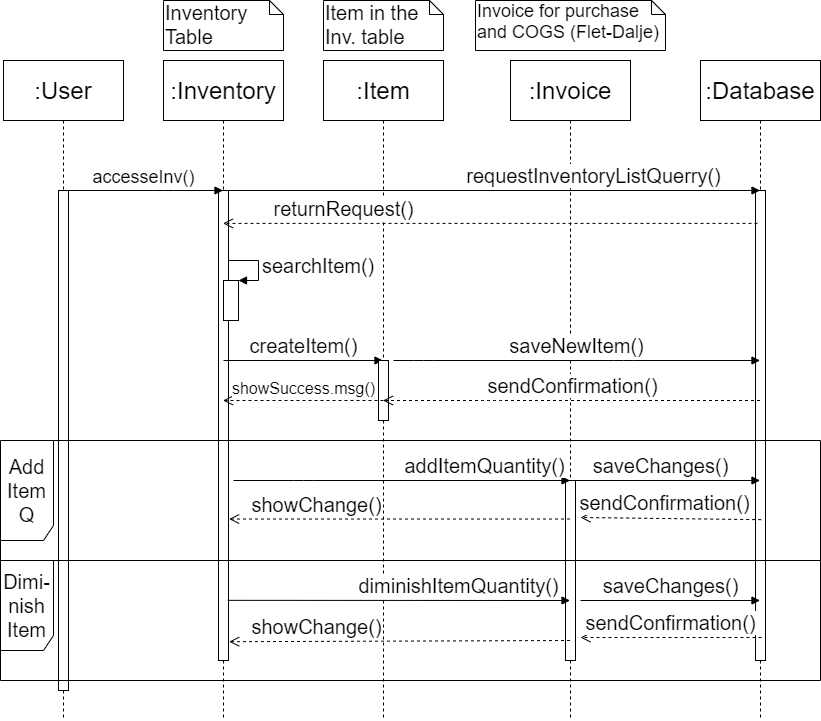 Inventory
Table
Item in the
Inv. table
Invoice for purchase
and COGS (Flet-Dalje)
:User
:Inventory
:Item
:Invoice
:Database
accesseInv()
requestInventoryListQuerry()
returnRequest()
searchItem()
createItem()
saveNewItem()
showSuccess.msg()
sendConfirmation()
Add
Item
Q
addItemQuantity()
saveChanges()
showChange()
sendConfirmation()
Dimi-
nish
Item
diminishItemQuantity()
saveChanges()
showChange()
sendConfirmation()